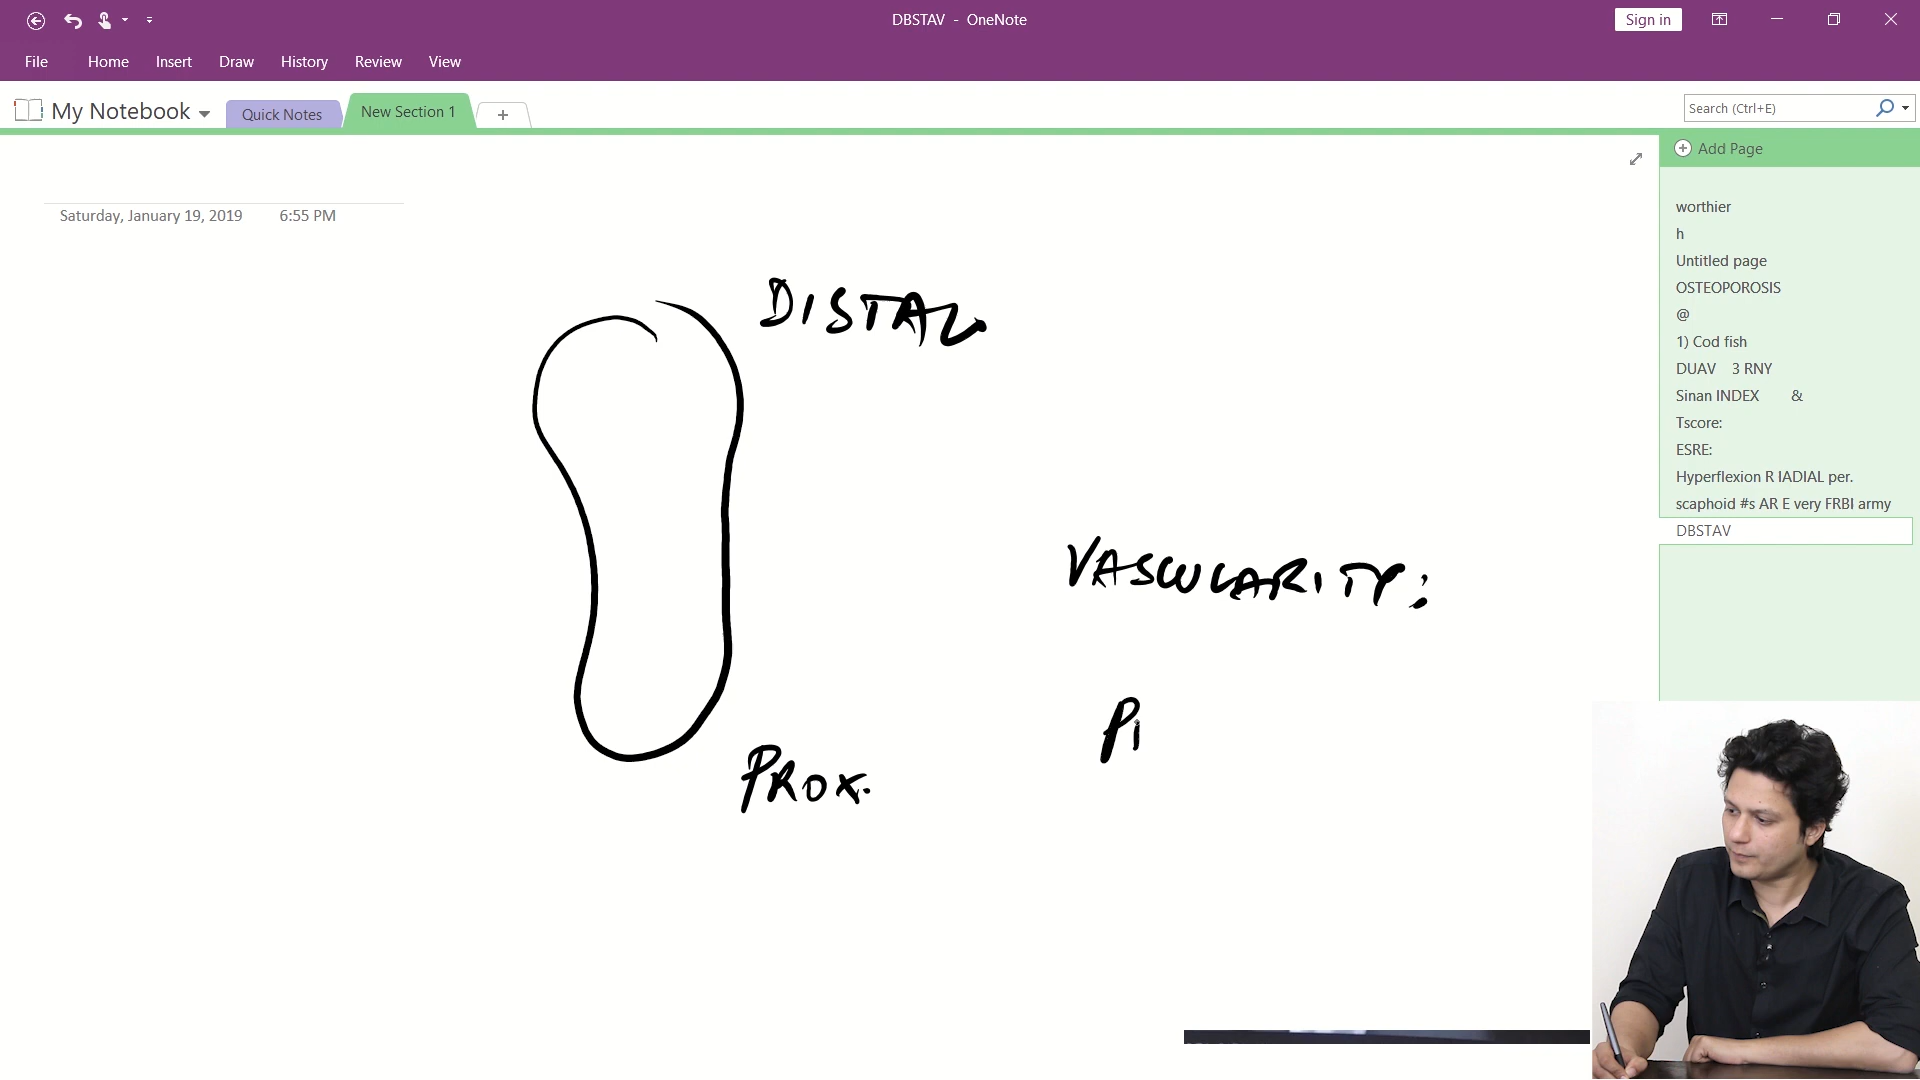 DBSTAV - OneNote
Sign in
File Home Insert Draw History Review View
My Notebook
Quick Notes
New Section 1
Search (Ctrl+E)
Add Page
Saturday, January 19, 2019 6:55 PM
worthier
h
Untitled page
OSTEOPOROSIS
@
1) Cod fish
DUAV 3 RNY
Sinan INDEX &
Tscore:
ESRE:
Hyperflexion R IADIAL per.
scaphoid #s AR E very FRBI army
DBSTAV
DISTAL
VASCULARITY:
Pi
PROX.